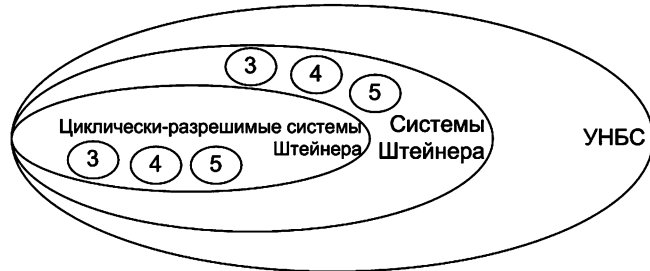 3 4 5
Циклически-разрешимые системы
Штейнера
3 4 5
Системы
Штейнера
УНБС